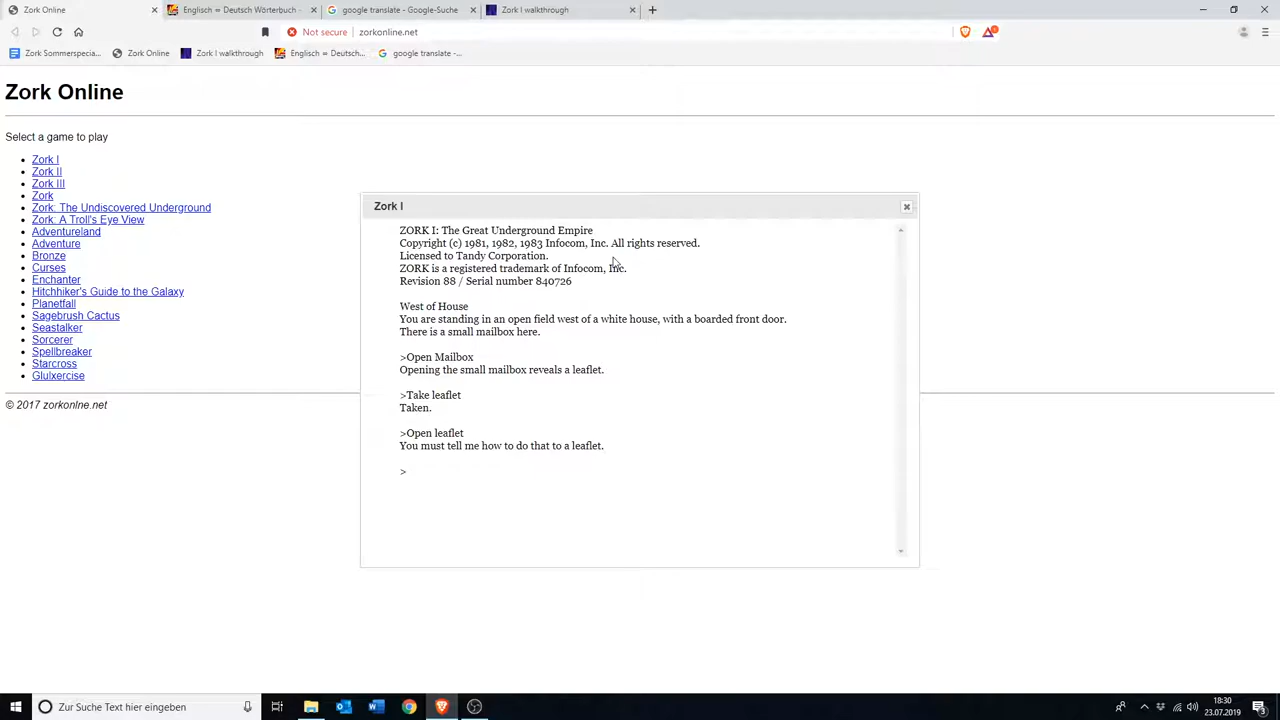 Zork Online
Englisch ↔ Deutsch Wörterbuch -
google translate - Google-Suche
Zork I walkthrough
Not secure
zorkonline.net
Zork Sommerspecia...
Zork Online
Zork I walkthrough
Englisch ↔ Deutsch...
google translate -...
Zork Online
Select a game to play
Zork I
Zork II
Zork III
Zork
Zork: The Undiscovered Underground
Zork: A Troll's Eye View
Adventureland
Adventure
Bronze
Curses
Enchanter
Hitchhiker's Guide to the Galaxy
Planetfall
Sagebrush Cactus
Seastalker
Sorcerer
Spellbreaker
Starcross
Glulxercise
© 2017 zorkonlne.net
Zork I
ZORK I: The Great Underground Empire
Copyright (c) 1981, 1982, 1983 Infocom, Inc. All rights reserved.
Licensed to Tandy Corporation.
ZORK is a registered trademark of Infocom, Inc.
Revision 88 / Serial number 840726
West of House
You are standing in an open field west of a white house, with a boarded front door.
There is a small mailbox here.
>Open Mailbox
Opening the small mailbox reveals a leaflet.
>Take leaflet
Taken.
>Open leaflet
You must tell me how to do that to a leaflet.
>
Zur Suche Text hier eingeben
18:30
23.07.2019
3